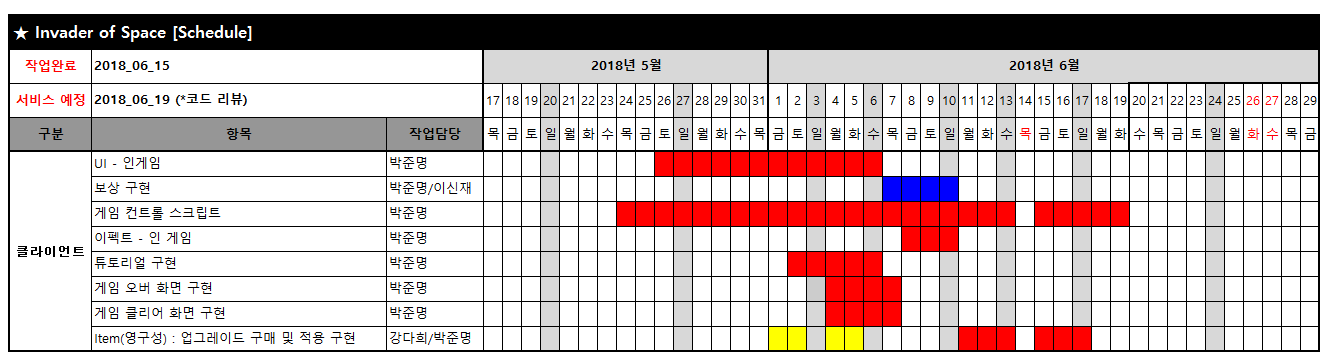 ★ Invader of Space [Schedule]
작업완료 2018_06_15 2018년 5월 2018년 6월
서비스 예정 2018_06_19 (*코드 리뷰) 17 18 19 20 21 22 23 24 25 26 27 28 29 30 31 1 2 3 4 5 6 7 8 9 10 11 12 13 14 15 16 17 18 19 20 21 22 23 24 25 26 27 28 29
구분 항목 작업담당 목 금 토 일 월 화 수 목 금 토 일 월 화 수 목 금 토 일 월 화 수 목 금 토 일 월 화 수 목 금 토 일 월 화 수 목 금 토 일 월 화 수 목 금
클라이언트
UI - 인게임 박준명
보상 구현 박준명/이신재
게임 컨트롤 스크립트 박준명
이펙트 - 인 게임 박준명
튜토리얼 구현 박준명
게임 오버 화면 구현 박준명
게임 클리어 화면 구현 박준명
Item(영구성) : 업그레이드 구매 및 적용 구현 강다희/박준명